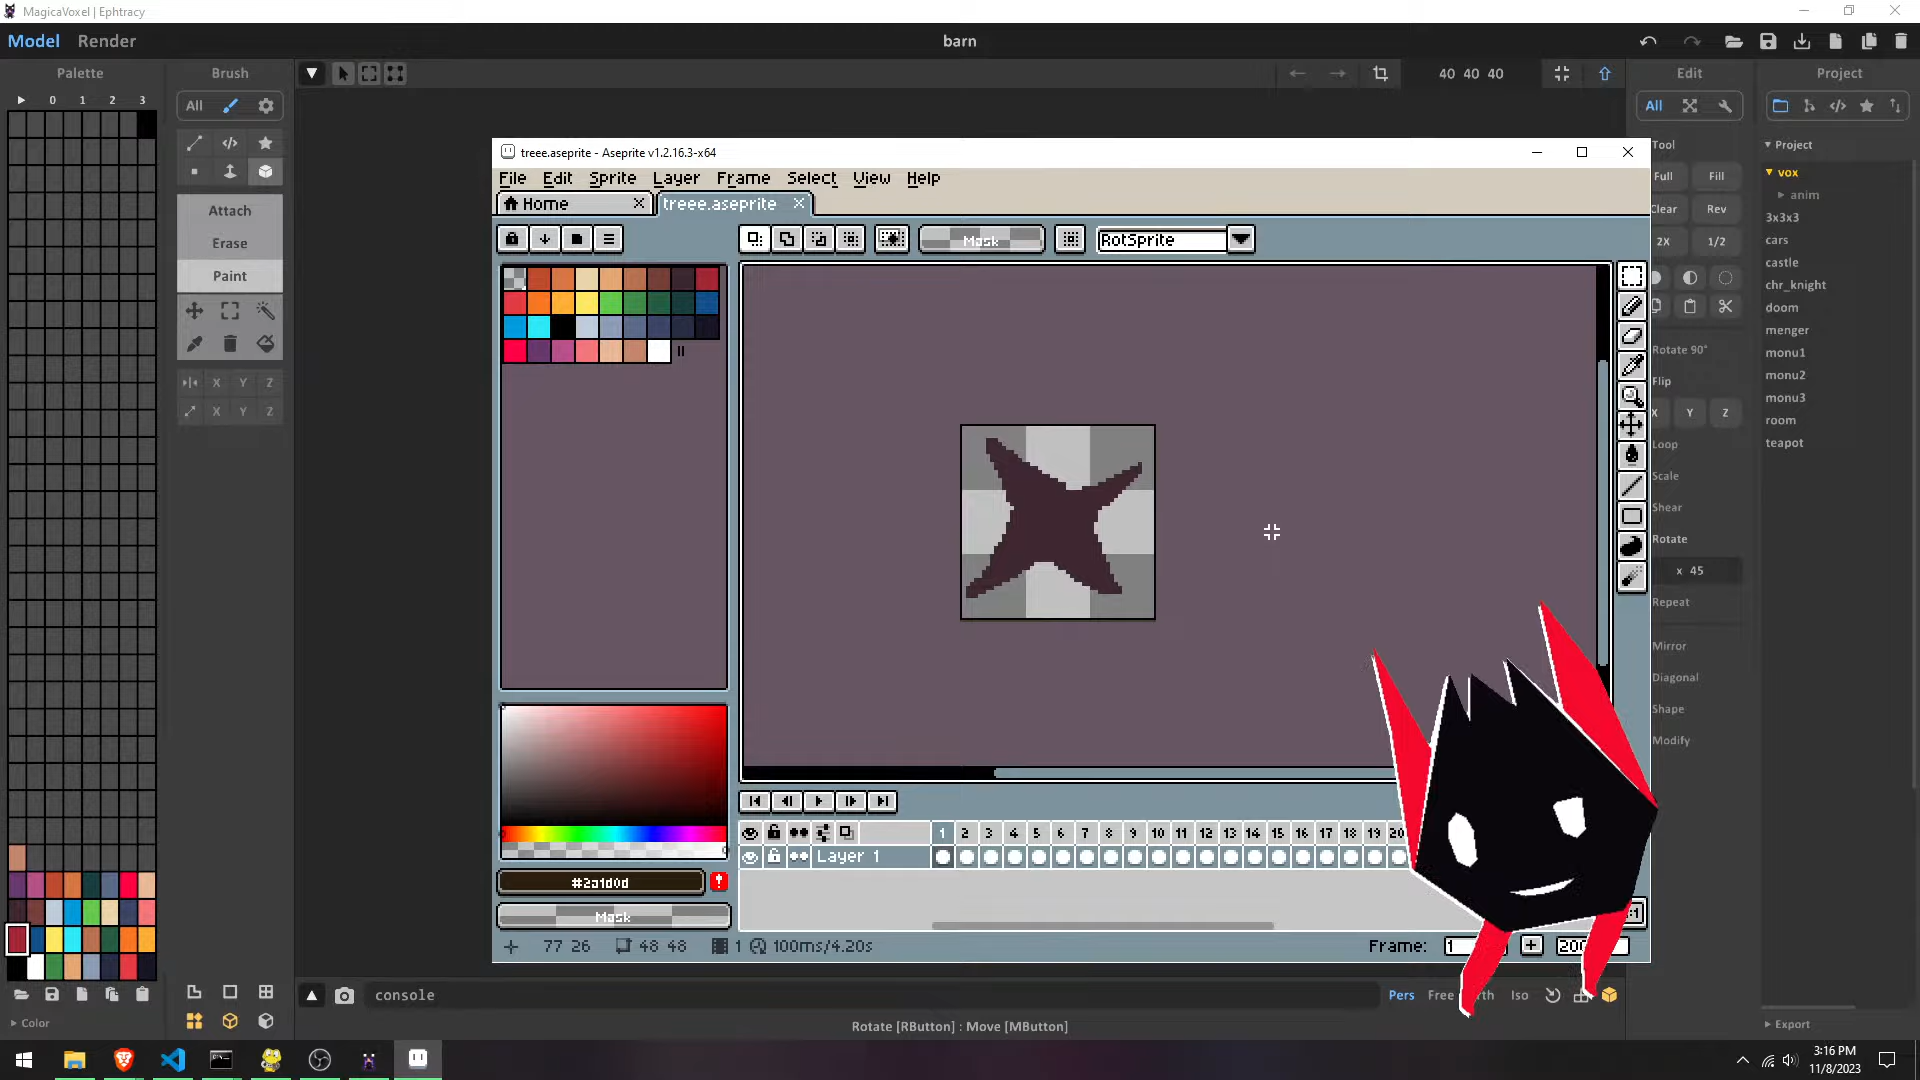 MagicaVoxel | Ephtracy
Model Render
barn
Palette
Brush
40 40 40
Edit
Project
0 1 2 3
All
All
Tool
Project
treee.aseprite - Aseprite v1.2.16.3-x64
File Edit Sprite Layer Frame Select View Help
Home
treee.aseprite
Mask
RotSprite
Attach
Erase
Paint
X Y Z
X Y Z
Full Fill
Clear Rev
2X 1/2
Rotate 90°
Flip
X Y Z
Loop
Scale
Shear
Rotate
x 45
Repeat
Mirror
Diagonal
Shape
Modify
vox
anim
3x3x3
cars
castle
chr_knight
doom
menger
monu1
monu2
monu3
room
teapot
1 2 3 4 5 6 7 8 9 10 11 12 13 14 15 16 17 18 19 20
Layer 1
#2a1d0d
Mask
77 26 48 48 1 100ms/4.20s
Frame: 1
console
Pers Free Iso
Color
Export
Rotate [RButton] : Move [MButton]
3:16 PM
11/8/2023